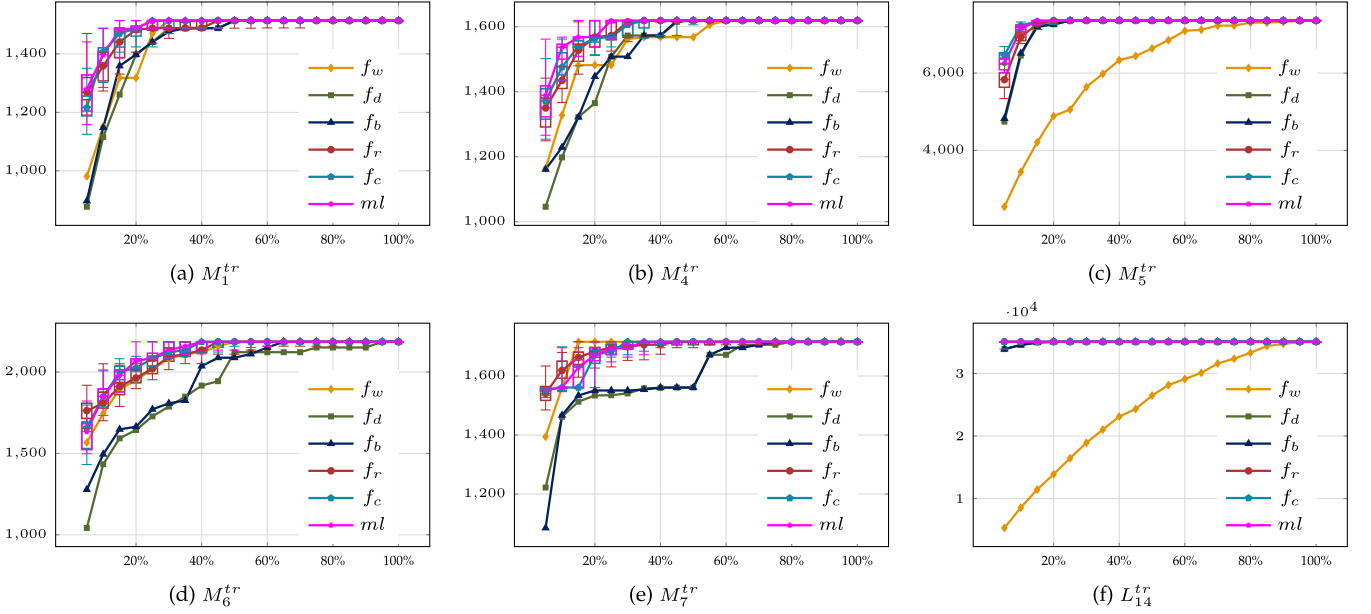 1,400
1,200
1,000
20% 40% 60% 80% 100%
f_w
f_d
f_b
f_r
f_c
ml
(a) M_1^{tr}
1,600
1,400
1,200
1,000
20% 40% 60% 80% 100%
f_w
f_d
f_b
f_r
f_c
ml
(b) M_4^{tr}
6,000
4,000
20% 40% 60% 80% 100%
f_w
f_d
f_b
f_r
f_c
ml
(c) M_5^{tr}
2,000
1,500
1,000
20% 40% 60% 80% 100%
f_w
f_d
f_b
f_r
f_c
ml
(d) M_6^{tr}
1,600
1,400
1,200
20% 40% 60% 80% 100%
f_w
f_d
f_b
f_r
f_c
ml
(e) M_7^{tr}
·10^4
3
2
1
20% 40% 60% 80% 100%
f_w
f_d
f_b
f_r
f_c
ml
(f) L_{14}^{tr}